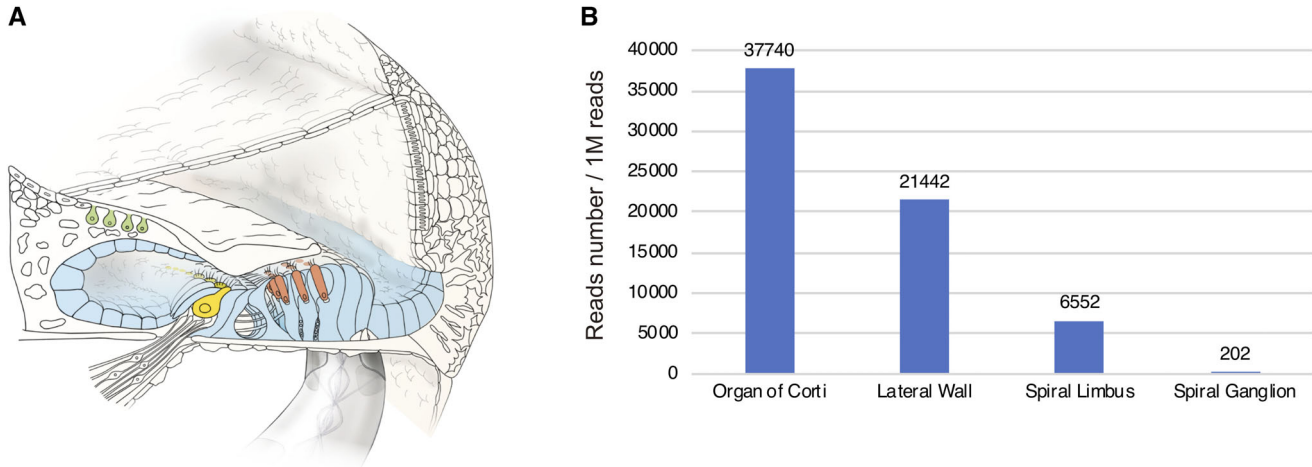 A
B
Reads number / 1M reads
40000
35000
30000
25000
20000
15000
10000
5000
0
37740
21442
6552
202
Organ of Corti
Lateral Wall
Spiral Limbus
Spiral Ganglion